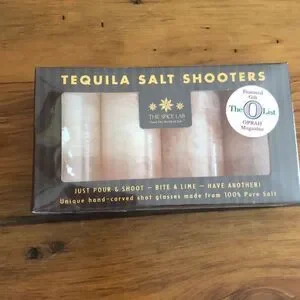 TEQUILA SALT SHOOTERS
Featured
Gift
The O List
OPRAH
Magazine
THE SPICE LAB
JUST POUR & SHOOT – BITE A LIME – HAVE ANOTHER!
Unique hand-carved shot glasses made from 100% Pure Salt